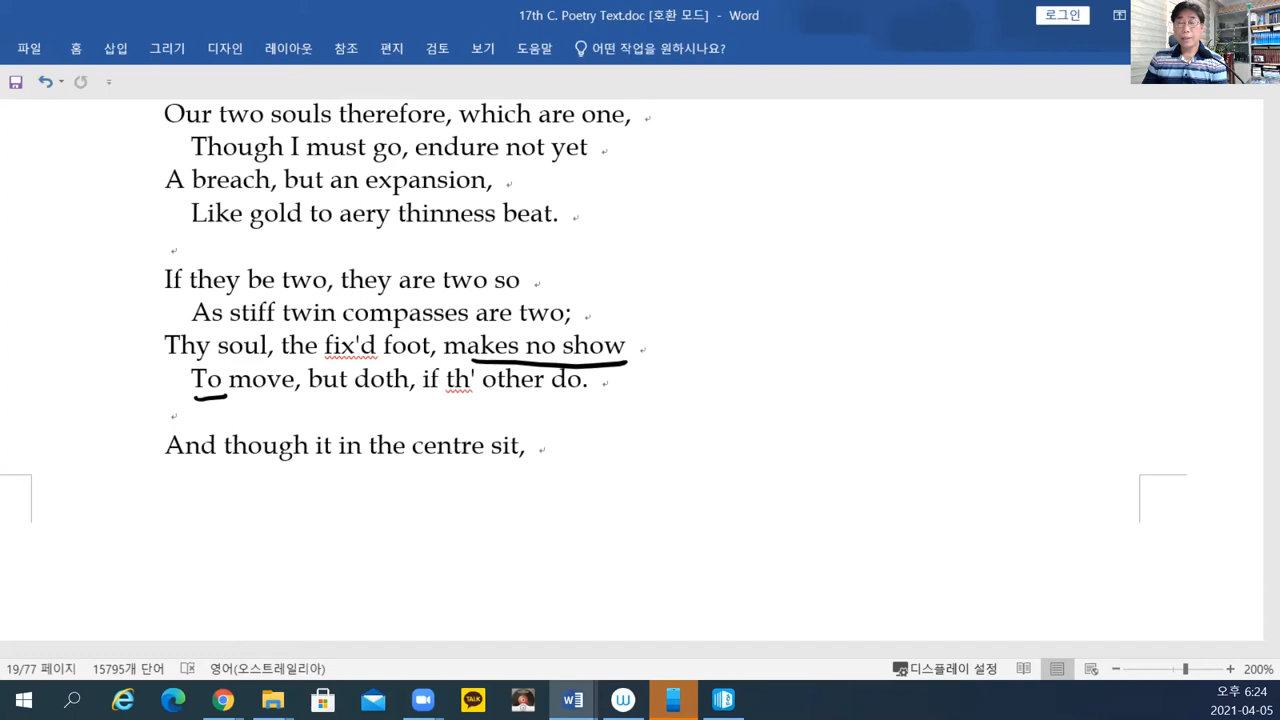 17th C. Poetry Text.doc [호환 모드] - Word
로그인
파일 홈 삽입 그리기 디자인 레이아웃 참조 편지 검토 보기 도움말 어떤 작업을 원하시나요?
Our two souls therefore, which are one,
Though I must go, endure not yet
A breach, but an expansion,
Like gold to aery thinness beat.
If they be two, they are two so
As stiff twin compasses are two;
Thy soul, the fix'd foot, makes no show
To move, but doth, if th' other do.
And though it in the centre sit,
19/77 페이지 15795개 단어 영어(오스트레일리아) 디스플레이 설정 200%
TALK
오후 6:24
2021-04-05